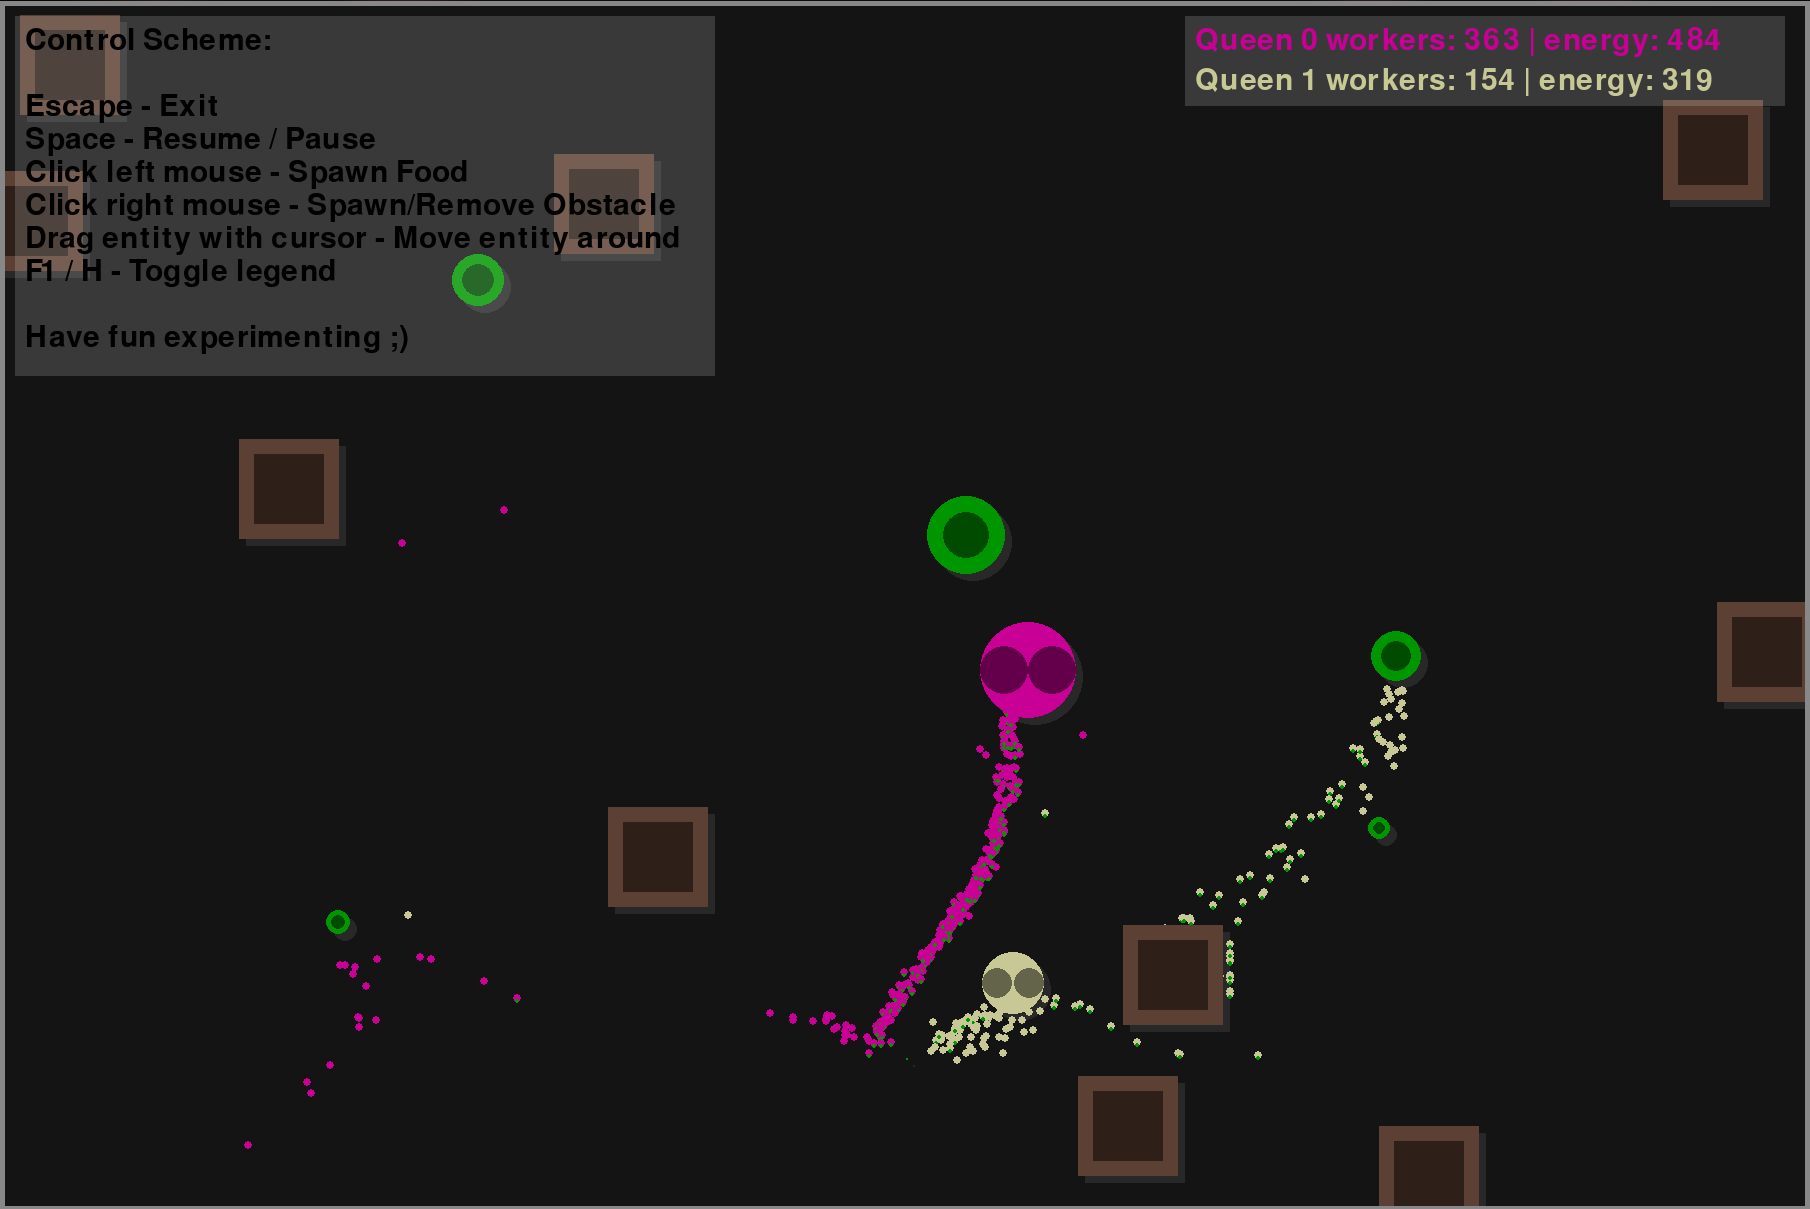 Control Scheme:
Escape - Exit
Space - Resume / Pause
Click left mouse - Spawn Food
Click right mouse - Spawn/Remove Obstacle
Drag entity with cursor - Move entity around
F1 / H - Toggle legend
Have fun experimenting ;)
Queen 0 workers: 363 | energy: 484
Queen 1 workers: 154 | energy: 319